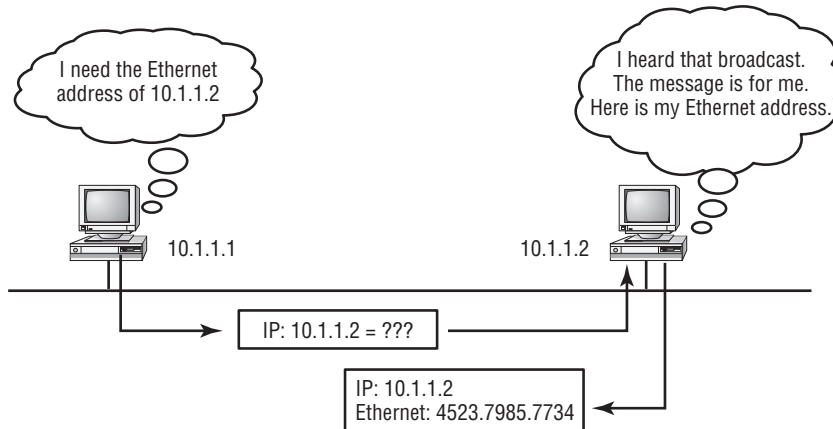 I need the Ethernet
address of 10.1.1.2
I heard that broadcast.
The message is for me.
Here is my Ethernet address.
10.1.1.1
10.1.1.2
IP: 10.1.1.2 = ???
IP: 10.1.1.2
Ethernet: 4523.7985.7734